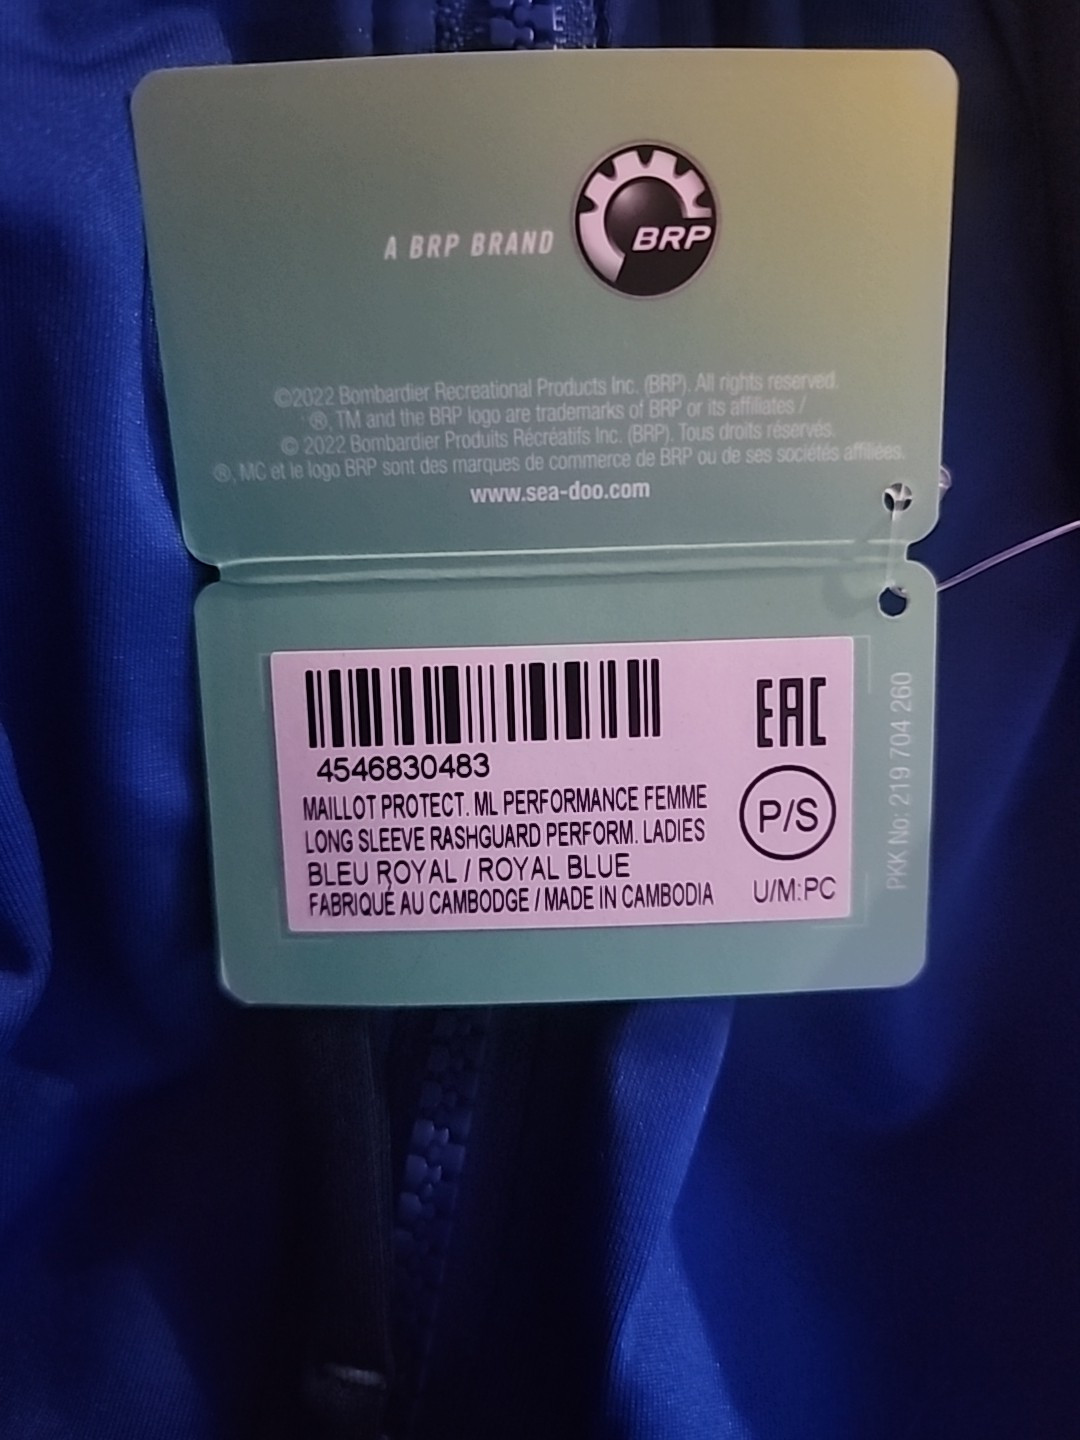 A BRP BRAND
BRP
©2022 Bombardier Recreational Products Inc. (BRP). All rights reserved.
®, TM and the BRP logo are trademarks of BRP or its affiliates /
© 2022 Bombardier Produits Récréatifs Inc. (BRP). Tous droits réservés.
®, MC et le logo BRP sont des marques de commerce de BRP ou de ses sociétés affiliées.
www.sea-doo.com
EAC
4546830483
MAILLOT PROTECT. ML PERFORMANCE FEMME
LONG SLEEVE RASHGUARD PERFORM. LADIES
P/S
BLEU ROYAL / ROYAL BLUE
FABRIQUÉ AU CAMBODGE / MADE IN CAMBODIA
U/M:PC
PKK No: 219 704 260